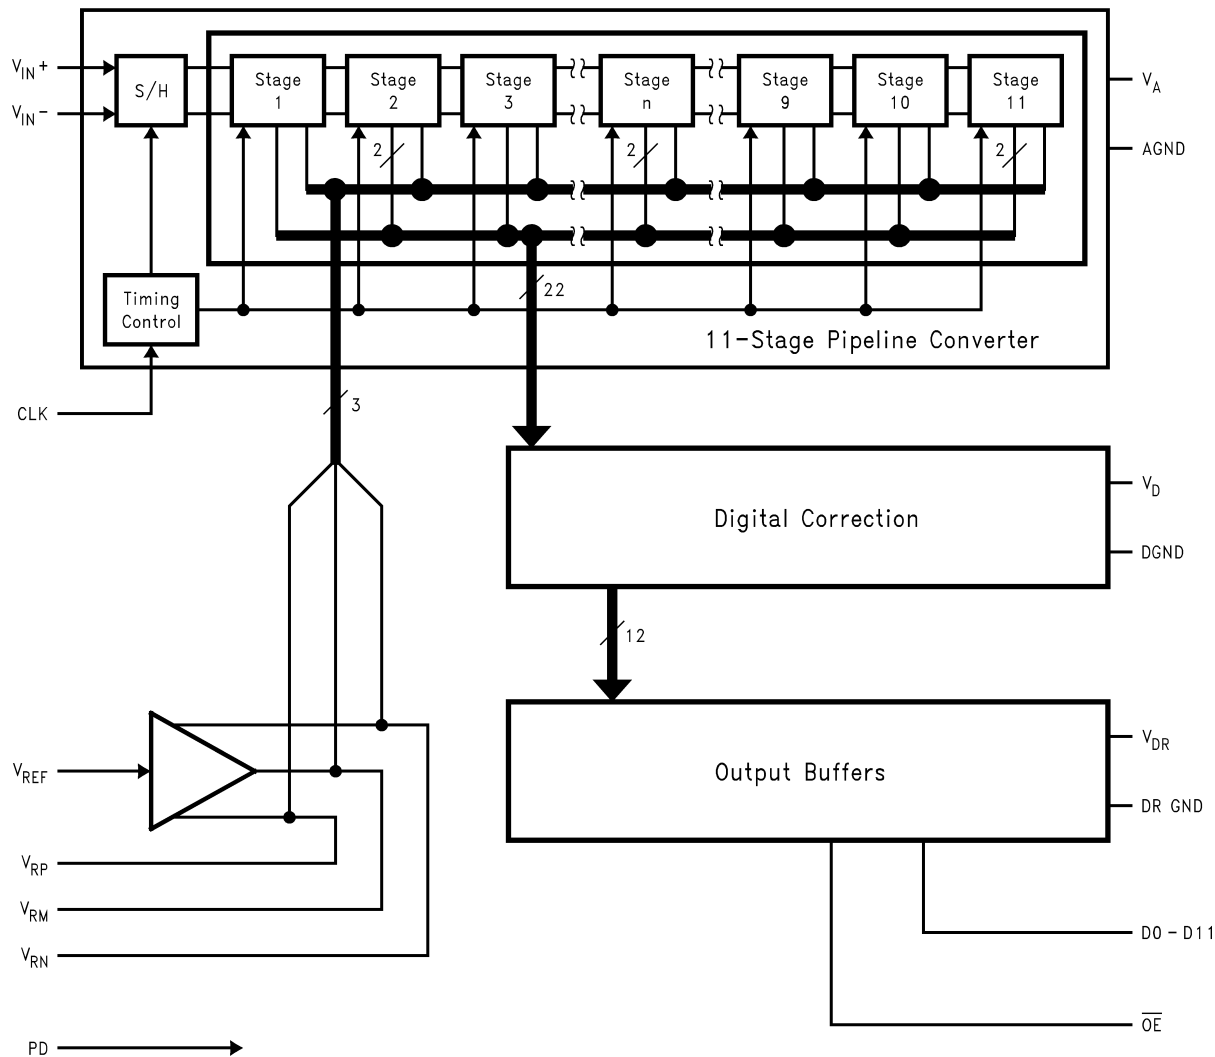 VIN+
VIN−
S/H
Stage
1
Stage
2
Stage
3
Stage
n
Stage
9
Stage
10
Stage
11
VA
AGND
2
2
2
22
Timing
Control
11-Stage Pipeline Converter
CLK
3
Digital Correction
VD
DGND
12
Output Buffers
VDR
DR GND
VREF
VRP
VRM
VRN
D0 − D11
OE
PD